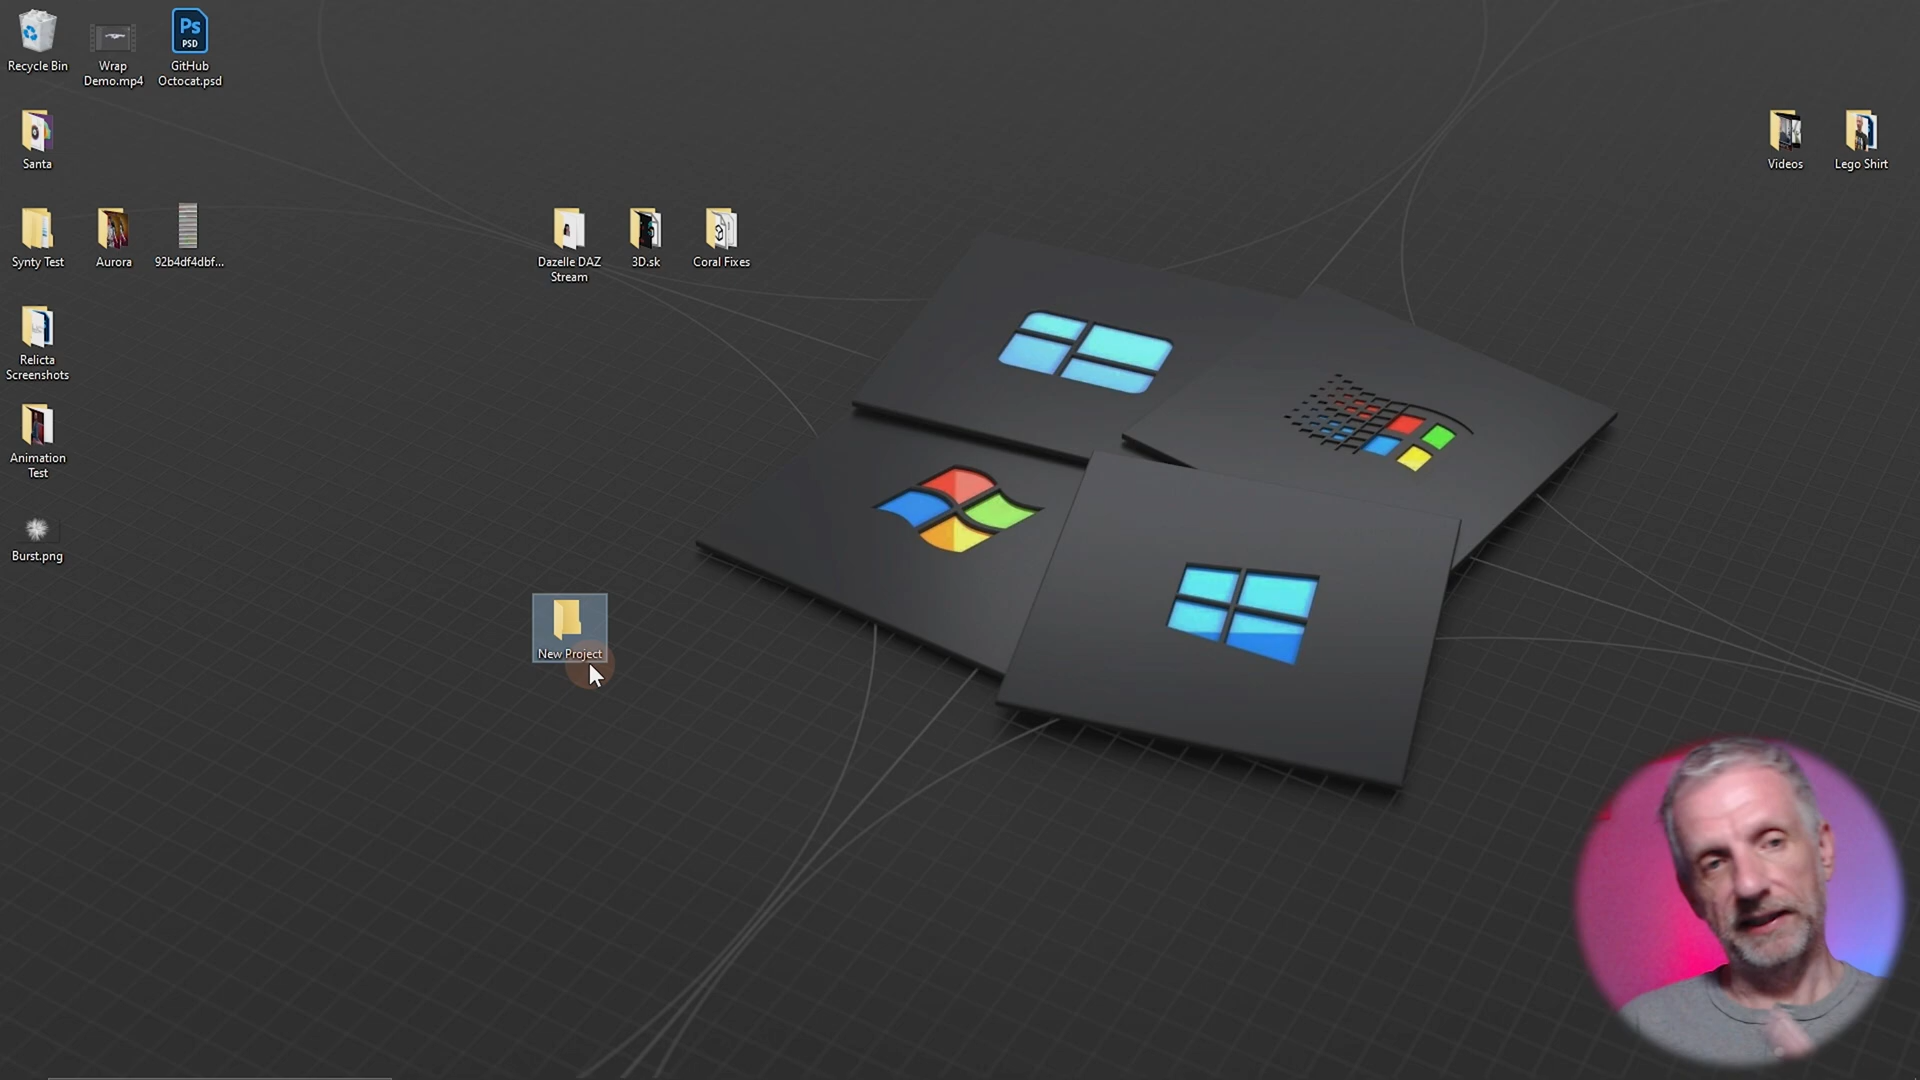 Recycle Bin
Wrap
Demo.mp4
Ps
PSD
GitHub
Octocat.psd
Santa
Videos
Lego Shirt
Synty Test
Aurora
92b4df4dbf...
Dazelle DAZ
Stream
3D.sk
Coral Fixes
Relicta
Screenshots
Animation
Test
Burst.png
New Project